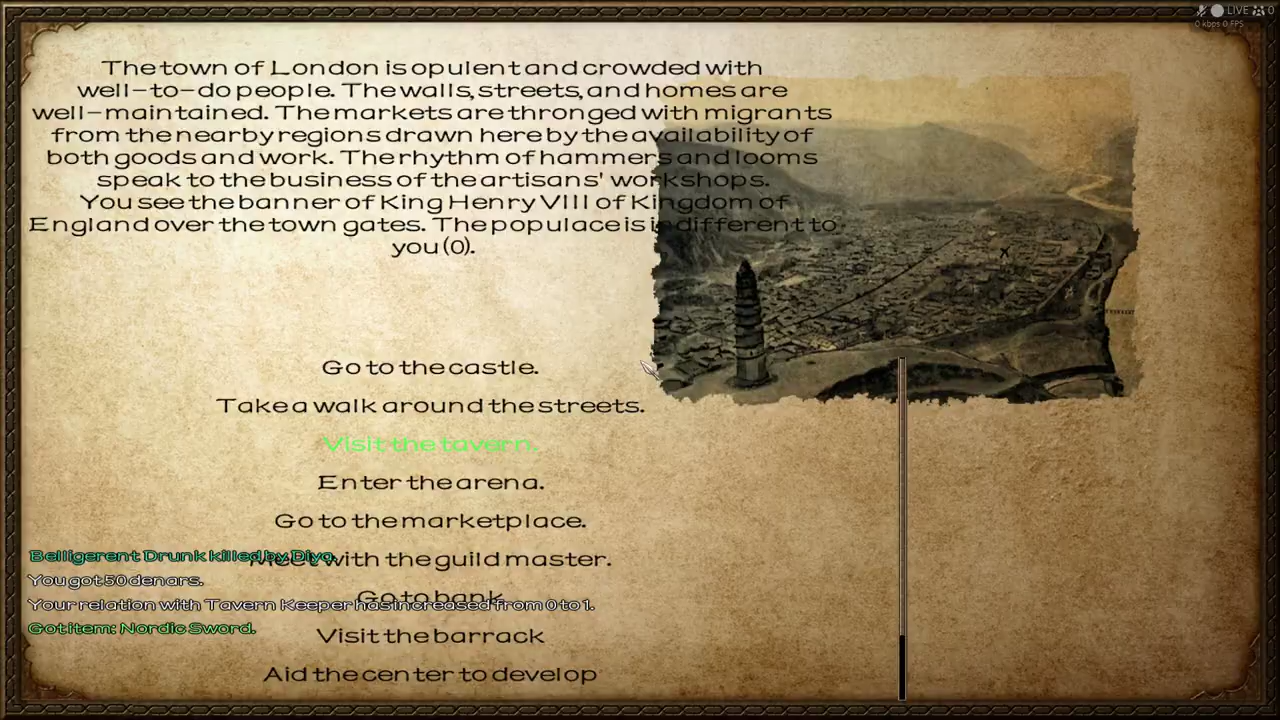 LIVE 0
0 kbps 0 FPS
The town of London is opulent and crowded with
well-to-do people. The walls, streets, and homes are
well-maintained. The markets are thronged with migrants
from the nearby regions drawn here by the availability of
both goods and work. The rhythm of hammers and looms
speak to the business of the artisans' workshops.
You see the banner of King Henry VIII of Kingdom of
England over the town gates. The populace is indifferent to
you (0).
Go to the castle.
Take a walk around the streets.
Visit the tavern.
Enter the arena.
Go to the marketplace.
Meet with the guild master.
Go to bank
Visit the barrack
Aid the center to develop
Belligerent Drunk killed by Diyo.
You got 50 denars.
Your relation with Tavern Keeper has increased from 0 to 1.
Got item: Nordic Sword.